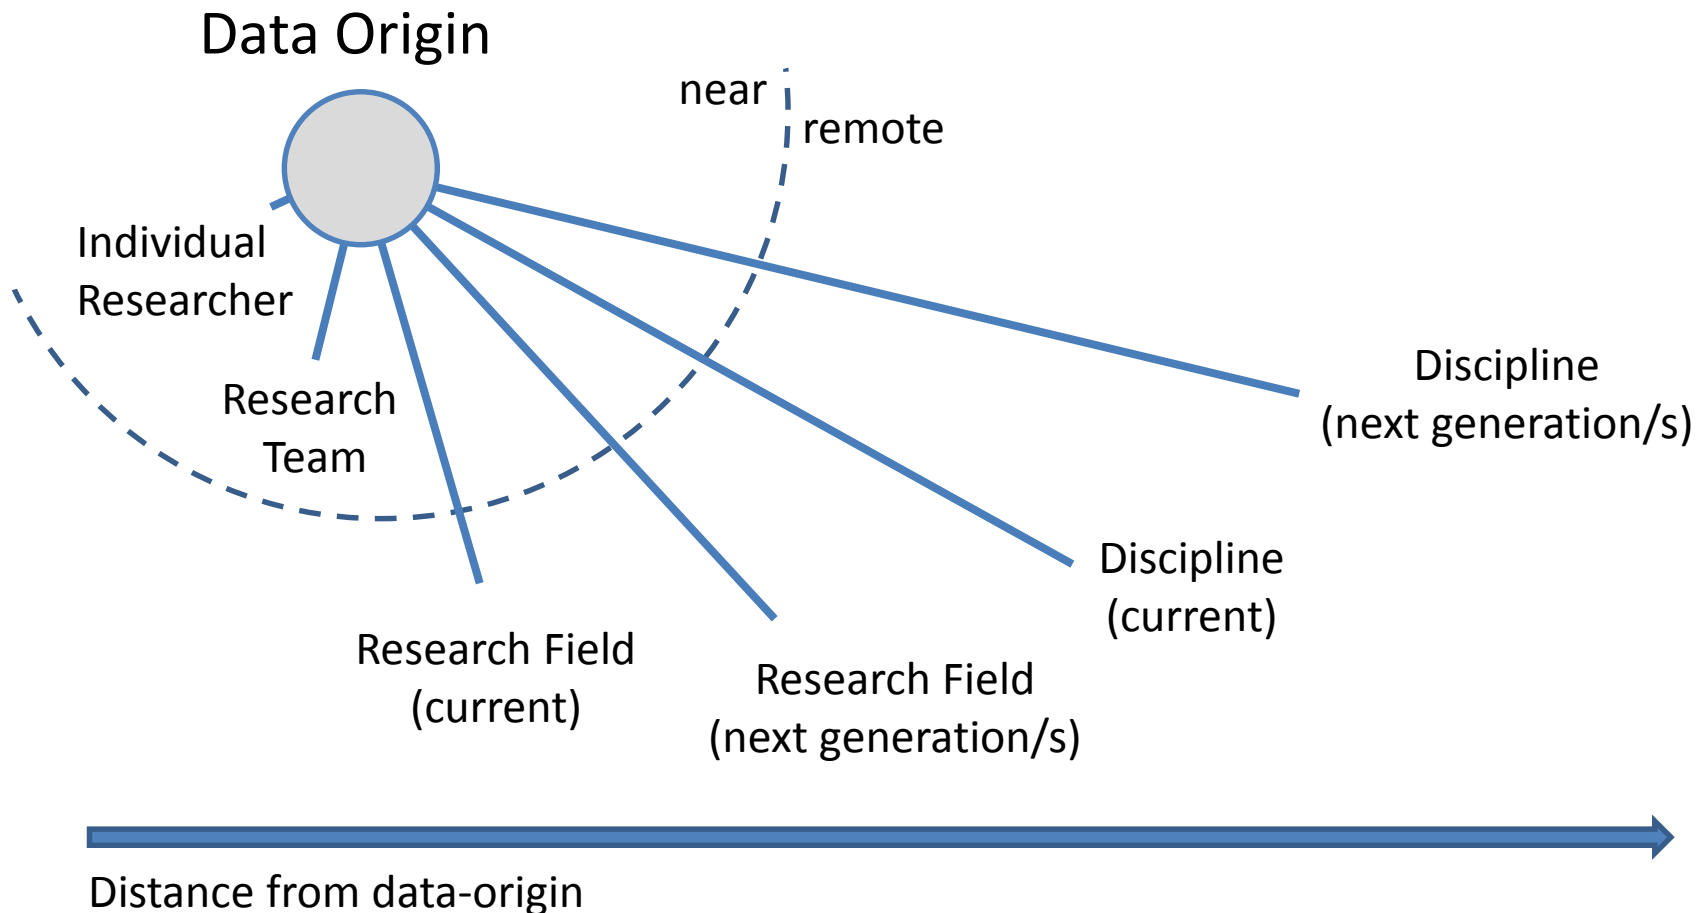 Data Origin
near
remote
Individual
Researcher
Research
Team
Discipline
(next generation/s)
Discipline
(current)
Research Field
(current)
Research Field
(next generation/s)
Distance from data-origin